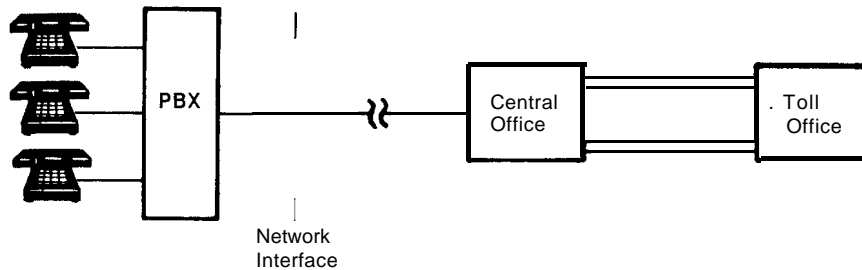 PBX
Central
Office
. Toll
Office
Network
Interface